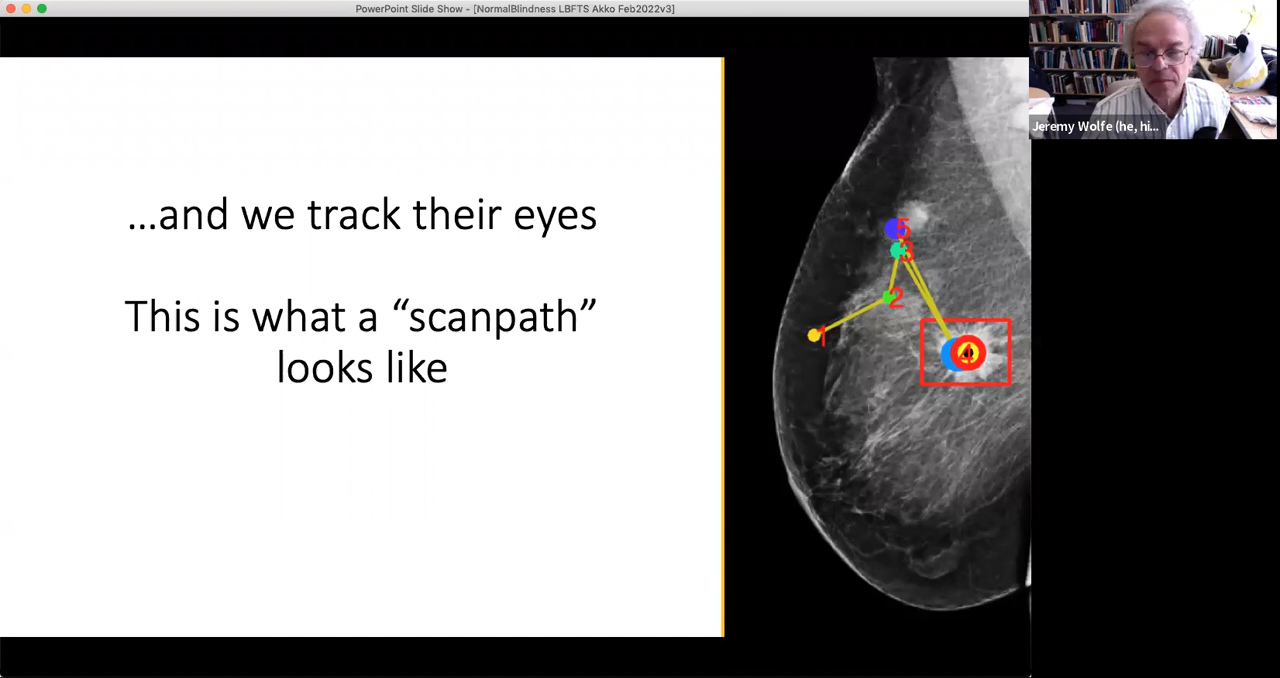 PowerPoint Slide Show - [NormalBlindness LBFTS Akko Feb2022v3]
Jeremy Wolfe (he, hi...
...and we track their eyes
This is what a “scanpath”
looks like
5
3
2
1
4